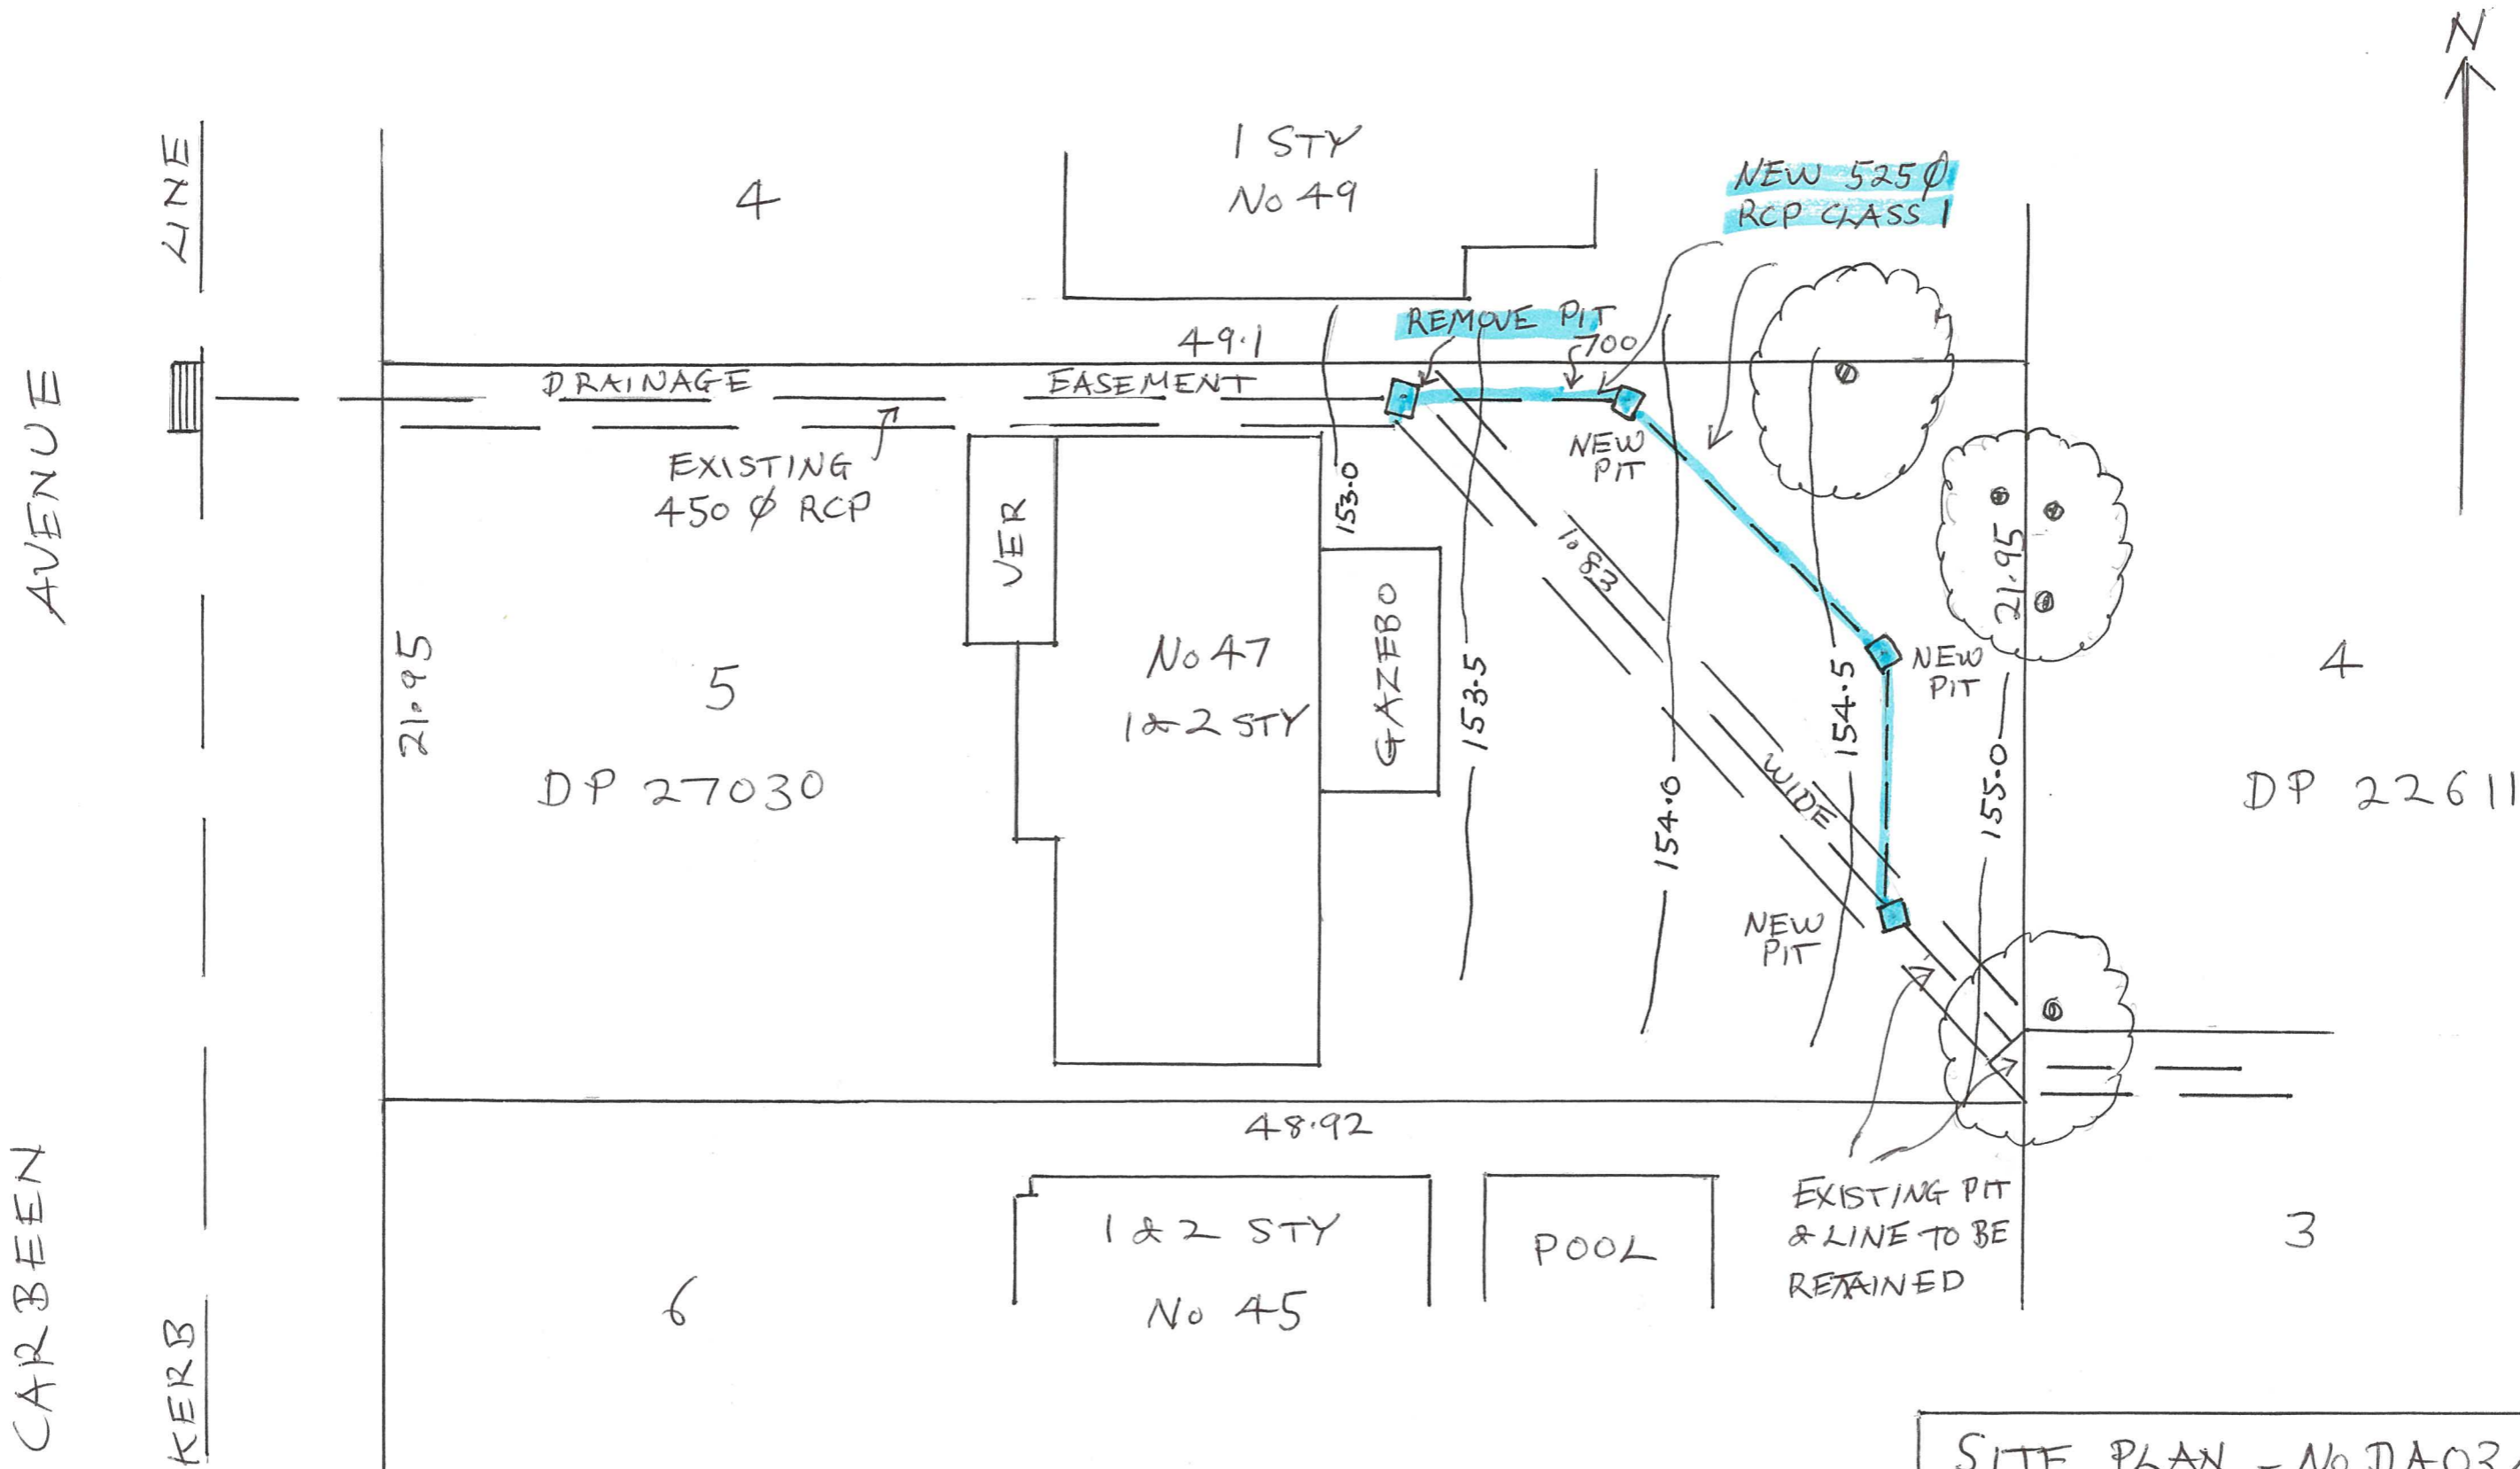 N
1 STY
No 49
4
NEW 525Ø
RCP CLASS 1
LINE
REMOVE PIT
700
49.1
DRAINAGE EASEMENT
AVENUE
EXISTING
450 Ø RCP
NEW
PIT
153.0
VER
1.83
WIDE
21.95
GAZEBO
No 47
1&2 STY
5
21.95
DP 27030
153.5
154.0
154.5
155.0
NEW
PIT
4
DP 22611
NEW
PIT
48.92
CARBEEN
KERB
1 & 2 STY
No 45
POOL
EXISTING PIT
& LINE TO BE
RETAINED
3
6
SITE PLAN - No DA03